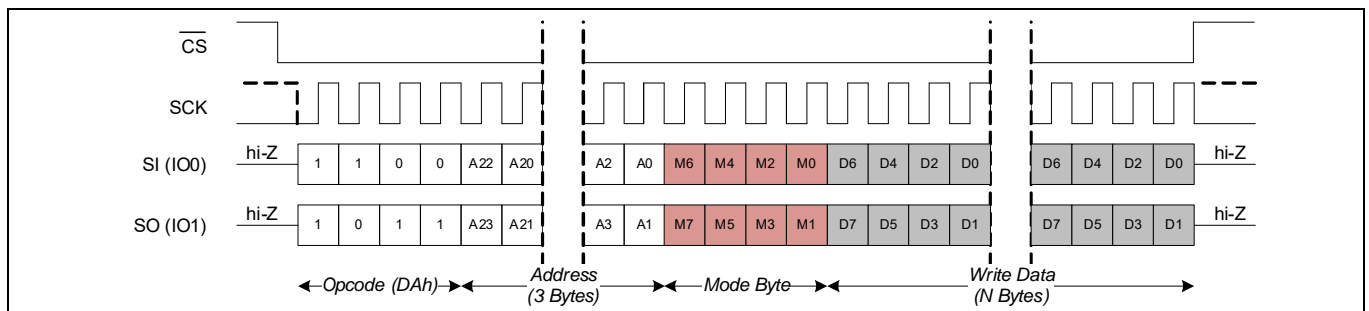 CS
SCK
SI (IO0) hi-Z 1 1 0 0 A22 A20 A2 A0 M6 M4 M2 M0 D6 D4 D2 D0 D6 D4 D2 D0 hi-Z
SO (IO1) hi-Z 1 0 1 1 A23 A21 A3 A1 M7 M5 M3 M1 D7 D5 D3 D1 D7 D5 D3 D1 hi-Z
Opcode (DAh) Address Mode Byte Write Data
(3 Bytes) (N Bytes)